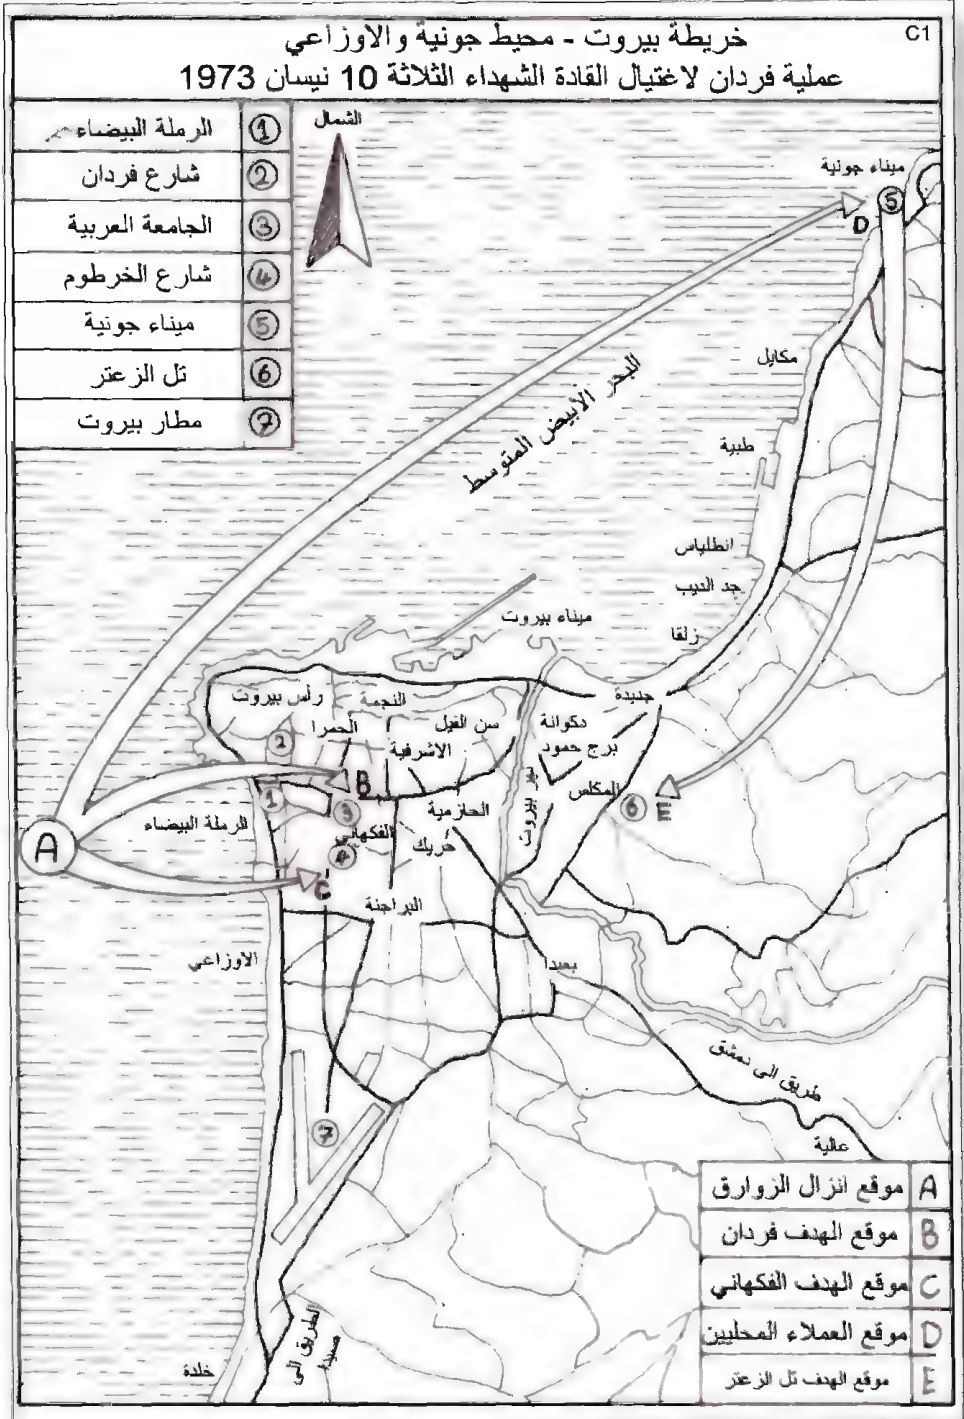 C1
خريطة بيروت - محيط جونية والاوزاعي
عملية فردان لاغتيال القادة الشهداء الثلاثة 10 نيسان 1973
1 الرملة البيضاء
2 شارع فردان
3 الجامعة العربية
4 شارع الخرطوم
5 ميناء جونية
6 تل الزعتر
7 مطار بيروت
الشمال
ميناء جونية
5
D
مكايل
البحر الأبيض المتوسط
طبية
انطلياس
جد الديب
زلقا
ميناء بيروت
جديدة
رأس بيروت
النجمة
الحمرا
سن الفيل
دكوانة
2
الاشرفية
برج حمود
B
المكلس
6
E
1
3
الحازمية
نهر بيروت
الرملة البيضاء
الفكهاني
حريك
A
4
C
البراجنة
الاوزاعي
بعبدا
طريق الى دمشق
7
عالية
الطريق الى صيدا
خلدة
A موقع انزال الزوارق
B موقع الهدف فردان
C موقع الهدف الفكهاني
D موقع العملاء المحليين
E موقع الهدف تل الزعتر